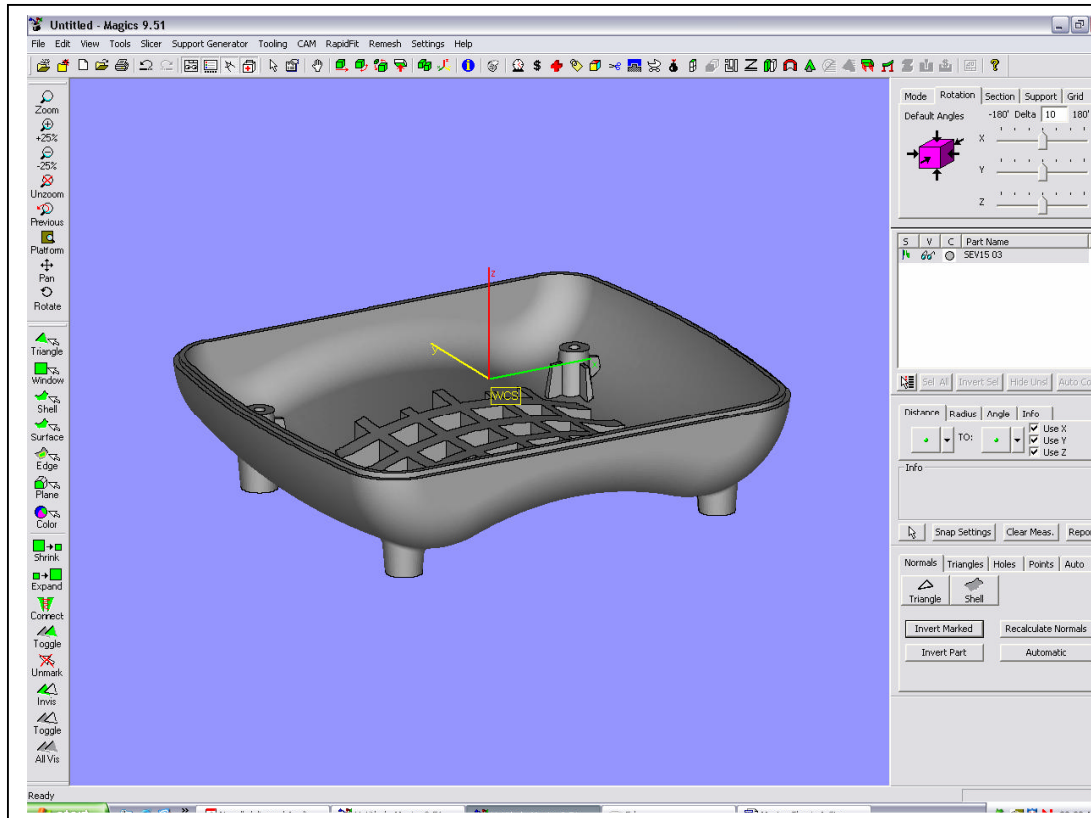 Untitled - Magics 9.51
File Edit View Tools Slicer Support Generator Tooling CAM RapidFit Remesh Settings Help
Zoom
+25%
-25%
Unzoom
Previous
Platform
Pan
Rotate
Triangle
Window
Shell
Surface
Edge
Plane
Color
Shrink
Expand
Connect
Toggle
Unmark
Invis
Toggle
All Vis
z
y
WCS
Mode Rotation Section Support Grid
Default Angles -180° Delta 10 180°
X
Y
Z
S V C Part Name
SEV15 03
Sel All Invert Sel Hide Unsl Auto Co
Distance Radius Angle Info
TO:
Use X
Use Y
Use Z
Info
Snap Settings Clear Meas. Repo
Normals Triangles Holes Points Auto
Triangle Shell
Invert Marked Recalculate Normals
Invert Part Automatic
Ready